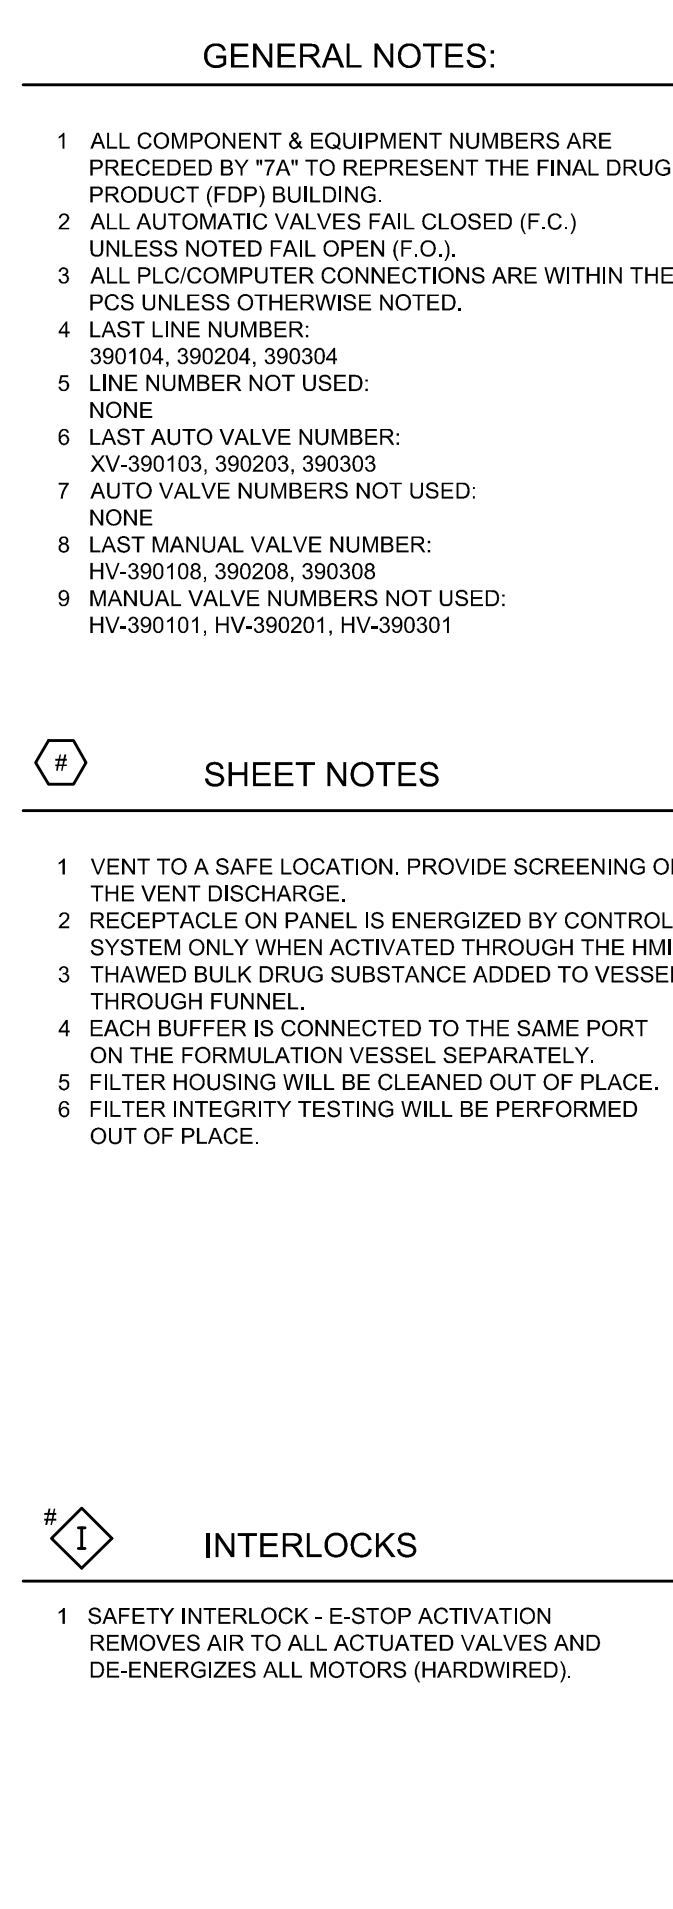 GENERAL NOTES:
1 ALL COMPONENT & EQUIPMENT NUMBERS ARE
PRECEDED BY "7A" TO REPRESENT THE FINAL DRUG
PRODUCT (FDP) BUILDING.
2 ALL AUTOMATIC VALVES FAIL CLOSED (F.C.)
UNLESS NOTED FAIL OPEN (F.O.).
3 ALL PLC/COMPUTER CONNECTIONS ARE WITHIN THE
PCS UNLESS OTHERWISE NOTED.
4 LAST LINE NUMBER:
390104, 390204, 390304
5 LINE NUMBER NOT USED:
NONE
6 LAST AUTO VALVE NUMBER:
XV-390103, 390203, 390303
7 AUTO VALVE NUMBERS NOT USED:
NONE
8 LAST MANUAL VALVE NUMBER:
HV-390108, 390208, 390308
9 MANUAL VALVE NUMBERS NOT USED:
HV-390101, HV-390201, HV-390301
# SHEET NOTES
1 VENT TO A SAFE LOCATION. PROVIDE SCREENING
THE VENT DISCHARGE.
2 RECEPTACLE ON PANEL IS ENERGIZED BY CONTROL
SYSTEM ONLY WHEN ACTIVATED THROUGH THE HMI
3 THAWED BULK DRUG SUBSTANCE ADDED TO VESSEL
THROUGH FUNNEL.
4 EACH BUFFER IS CONNECTED TO THE SAME PORT
ON THE FORMULATION VESSEL SEPARATELY.
5 FILTER HOUSING WILL BE CLEANED OUT OF PLACE.
6 FILTER INTEGRITY TESTING WILL BE PERFORMED
OUT OF PLACE.
# I INTERLOCKS
1 SAFETY INTERLOCK - E-STOP ACTIVATION
REMOVES AIR TO ALL ACTUATED VALVES AND
DE-ENERGIZES ALL MOTORS (HARDWIRED).